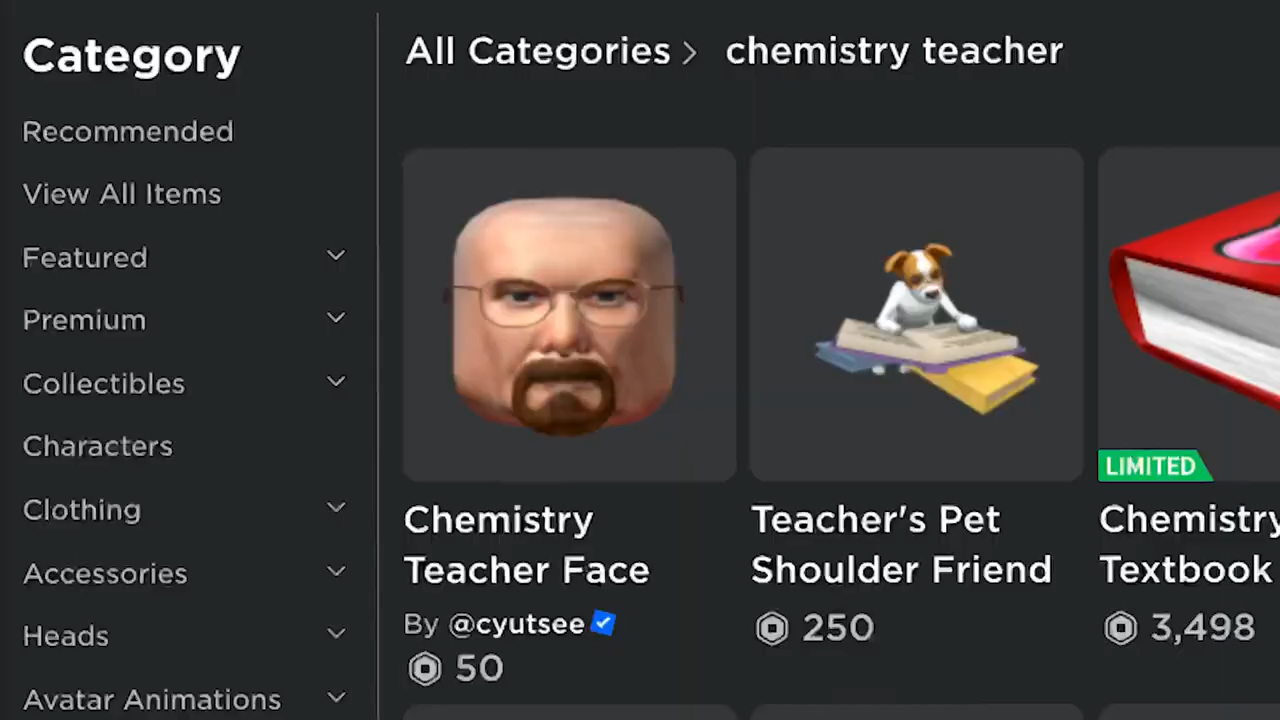 Category
Recommended
View All Items
Featured
Premium
Collectibles
Characters
Clothing
Accessories
Heads
Avatar Animations
All Categories > chemistry teacher
Chemistry
Teacher Face
By @cyutsee
50
Teacher's Pet
Shoulder Friend
250
LIMITED
Chemistry
Textbook
3,498